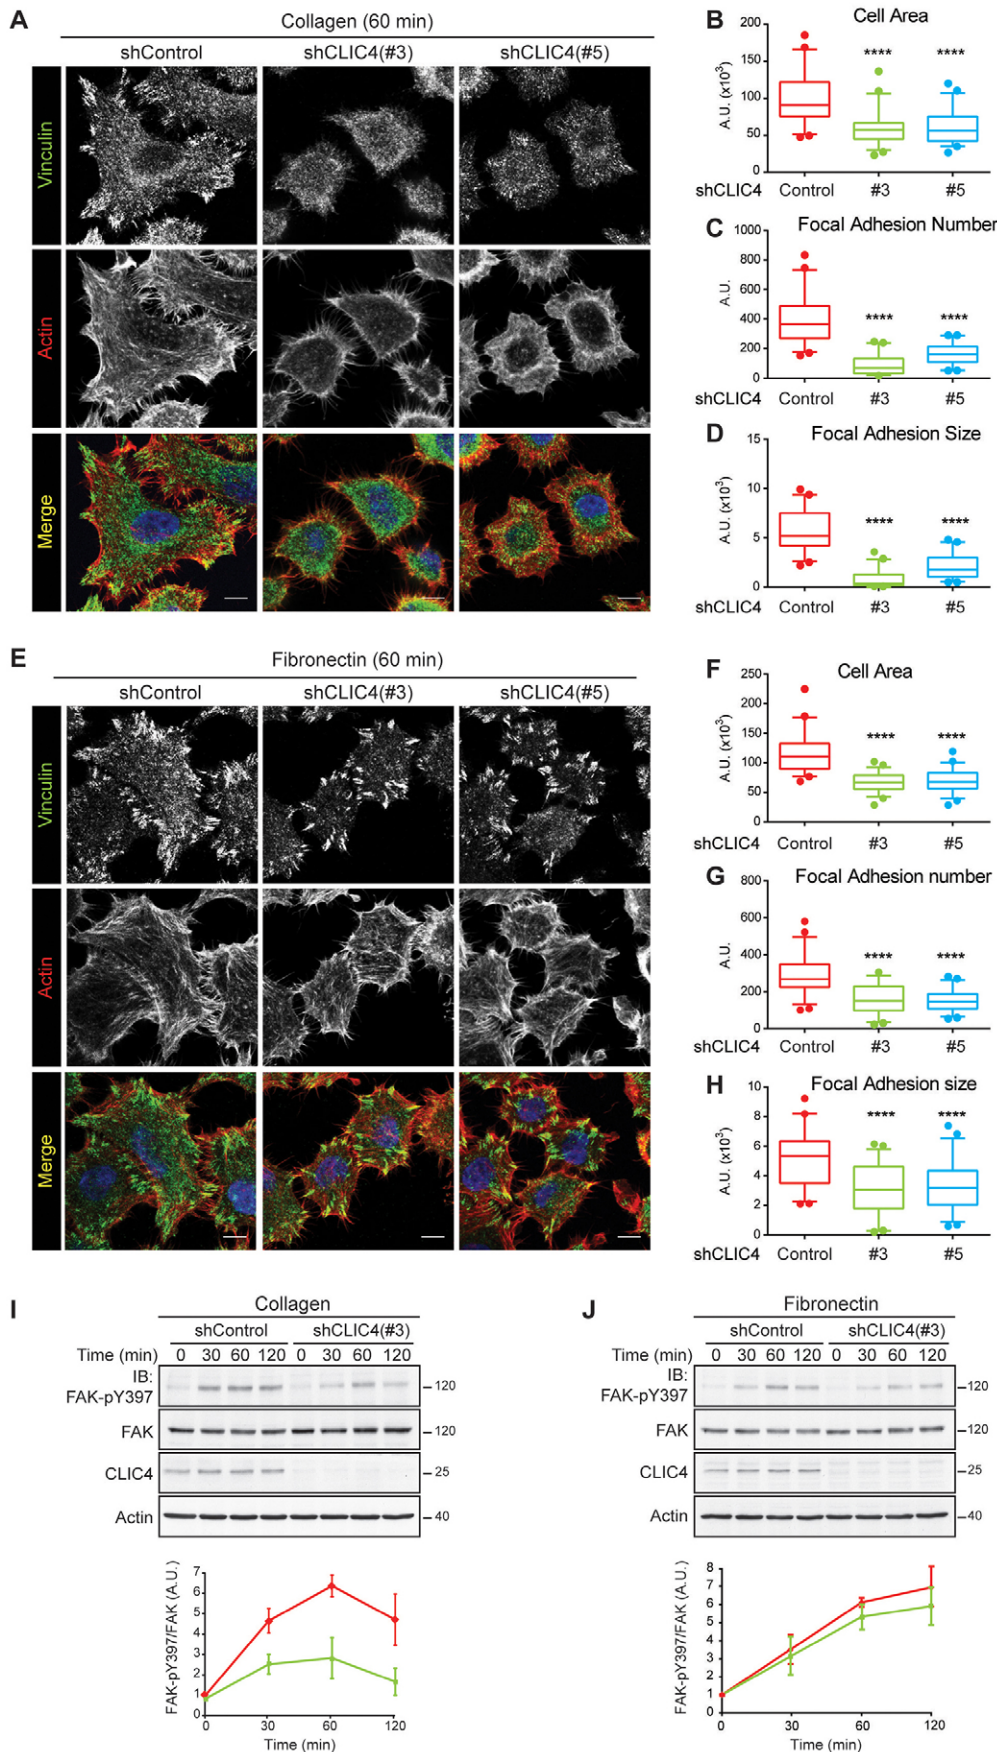 A
Collagen (60 min)
shControl shCLIC4(#3) shCLIC4(#5)
Vinculin
Actin
Merge
B
Cell Area
A.U. (x10³)
200
150
100
50
0
****
****
shCLIC4 Control #3 #5
C
Focal Adhesion Number
A.U.
1000
800
600
400
200
0
****
****
shCLIC4 Control #3 #5
D
Focal Adhesion Size
A.U. (x10³)
15
10
5
0
****
****
shCLIC4 Control #3 #5
E
Fibronectin (60 min)
shControl shCLIC4(#3) shCLIC4(#5)
Vinculin
Actin
Merge
F
Cell Area
A.U. (x10³)
250
200
150
100
50
0
****
****
shCLIC4 Control #3 #5
G
Focal Adhesion number
A.U.
800
600
400
200
0
****
****
shCLIC4 Control #3 #5
H
Focal Adhesion size
A.U. (x10³)
10
8
6
4
2
0
****
****
shCLIC4 Control #3 #5
I
Collagen
shControl shCLIC4(#3)
Time (min) 0 30 60 120 0 30 60 120
IB:
FAK-pY397
120
FAK
120
CLIC4
25
Actin
40
FAK-pY397/FAK (A.U.)
7
6
5
4
3
2
1
0
0 30 60 120
Time (min)
J
Fibronectin
shControl shCLIC4(#3)
Time (min) 0 30 60 120 0 30 60 120
IB:
FAK-pY397
120
FAK
120
CLIC4
25
Actin
40
FAK-pY397/FAK (A.U.)
8
7
6
5
4
3
2
1
0
0 30 60 120
Time (min)